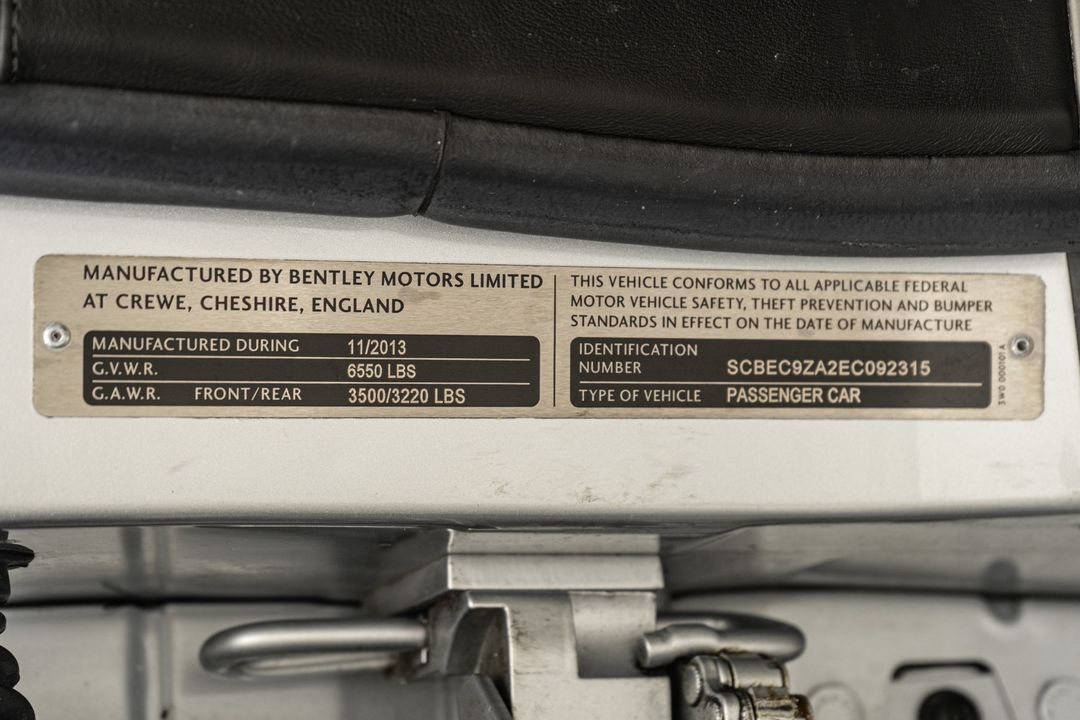 MANUFACTURED BY BENTLEY MOTORS LIMITED
AT CREWE, CHESHIRE, ENGLAND
MANUFACTURED DURING 11/2013
G.V.W.R. 6550 LBS
G.A.W.R. FRONT/REAR 3500/3220 LBS
THIS VEHICLE CONFORMS TO ALL APPLICABLE FEDERAL
MOTOR VEHICLE SAFETY, THEFT PREVENTION AND BUMPER
STANDARDS IN EFFECT ON THE DATE OF MANUFACTURE
IDENTIFICATION
NUMBER SCBEC9ZA2EC092315
TYPE OF VEHICLE PASSENGER CAR
3W0 000101 A